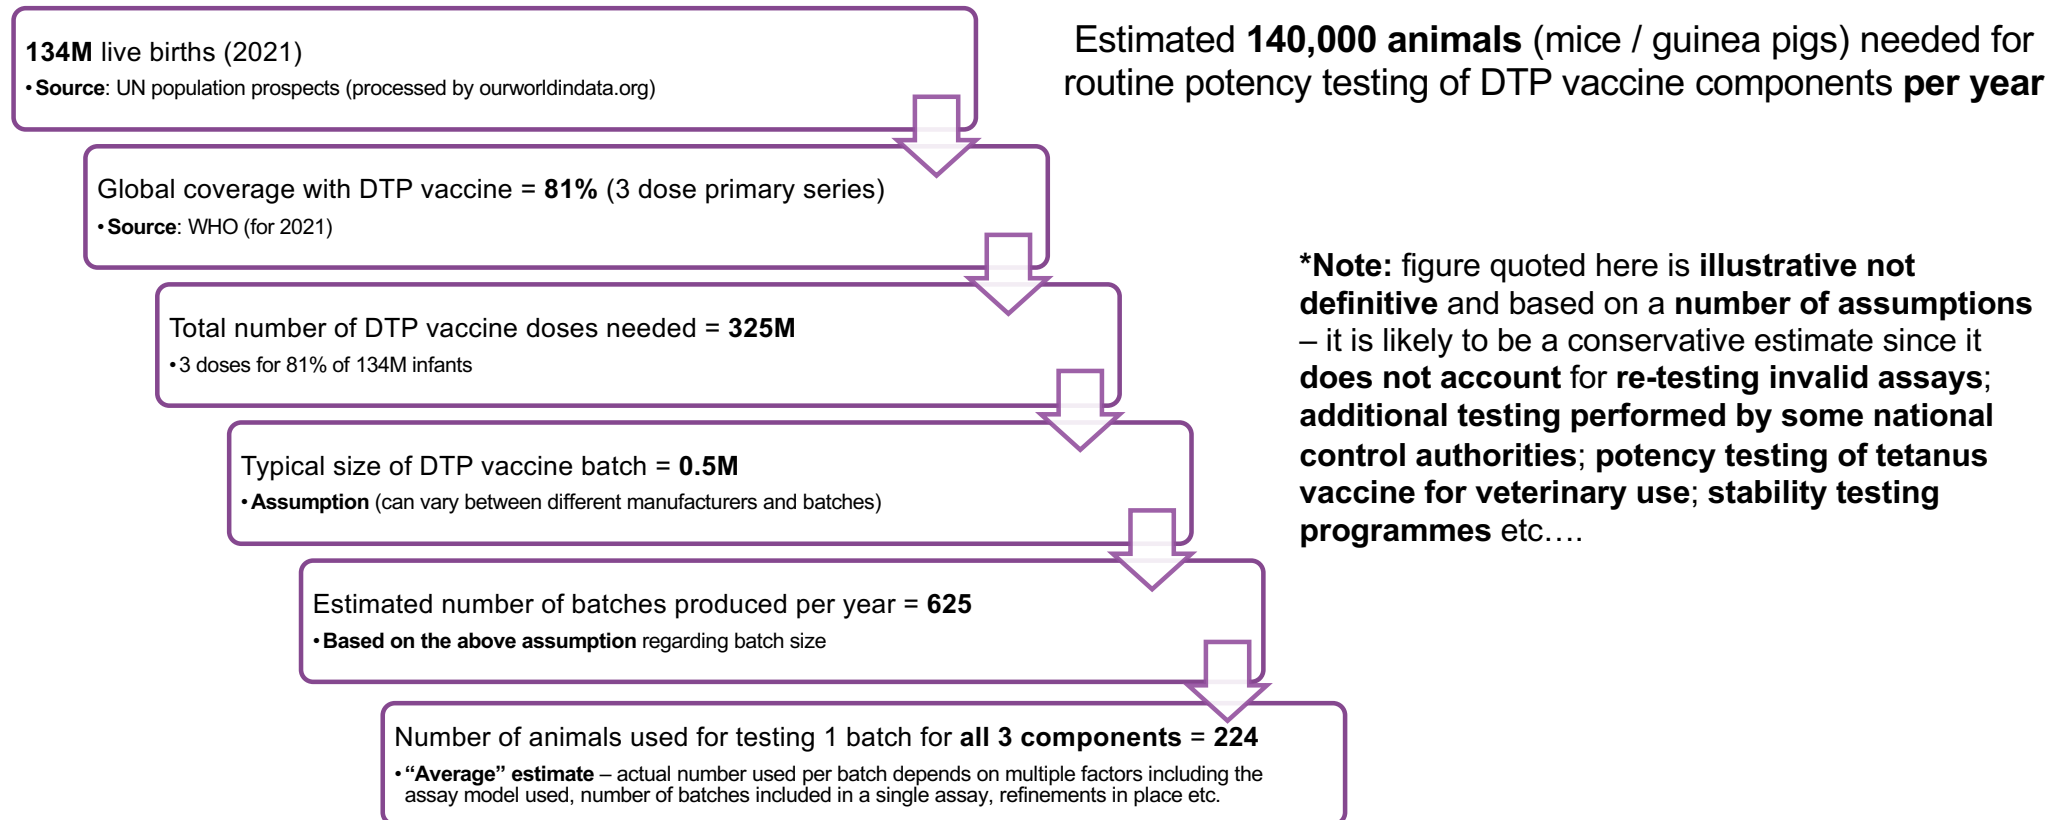 134M live births (2021)
• Source: UN population prospects (processed by ourworldindata.org)
Estimated 140,000 animals (mice / guinea pigs) needed for
routine potency testing of DTP vaccine components per year
Global coverage with DTP vaccine = 81% (3 dose primary series)
• Source: WHO (for 2021)
Total number of DTP vaccine doses needed = 325M
• 3 doses for 81% of 134M infants
Typical size of DTP vaccine batch = 0.5M
• Assumption (can vary between different manufacturers and batches)
Estimated number of batches produced per year = 625
• Based on the above assumption regarding batch size
Number of animals used for testing 1 batch for all 3 components = 224
• “Average” estimate – actual number used per batch depends on multiple factors including the
assay model used, number of batches included in a single assay, refinements in place etc.
*Note: figure quoted here is illustrative not
definitive and based on a number of assumptions
– it is likely to be a conservative estimate since it
does not account for re-testing invalid assays;
additional testing performed by some national
control authorities; potency testing of tetanus
vaccine for veterinary use; stability testing
programmes etc….